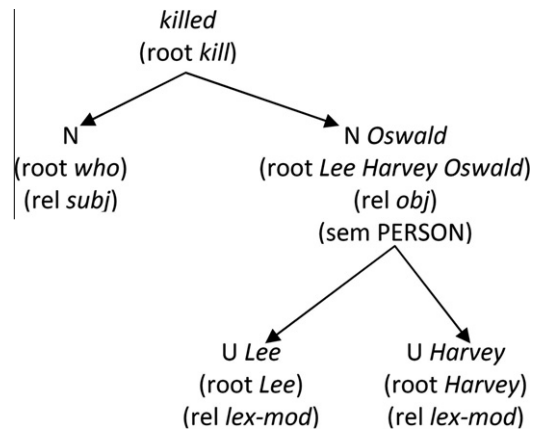 killed
(root kill)
N
(root who)
(rel subj)
N Oswald
(root Lee Harvey Oswald)
(rel obj)
(sem PERSON)
U Lee
(root Lee)
(rel lex-mod)
U Harvey
(root Harvey)
(rel lex-mod)